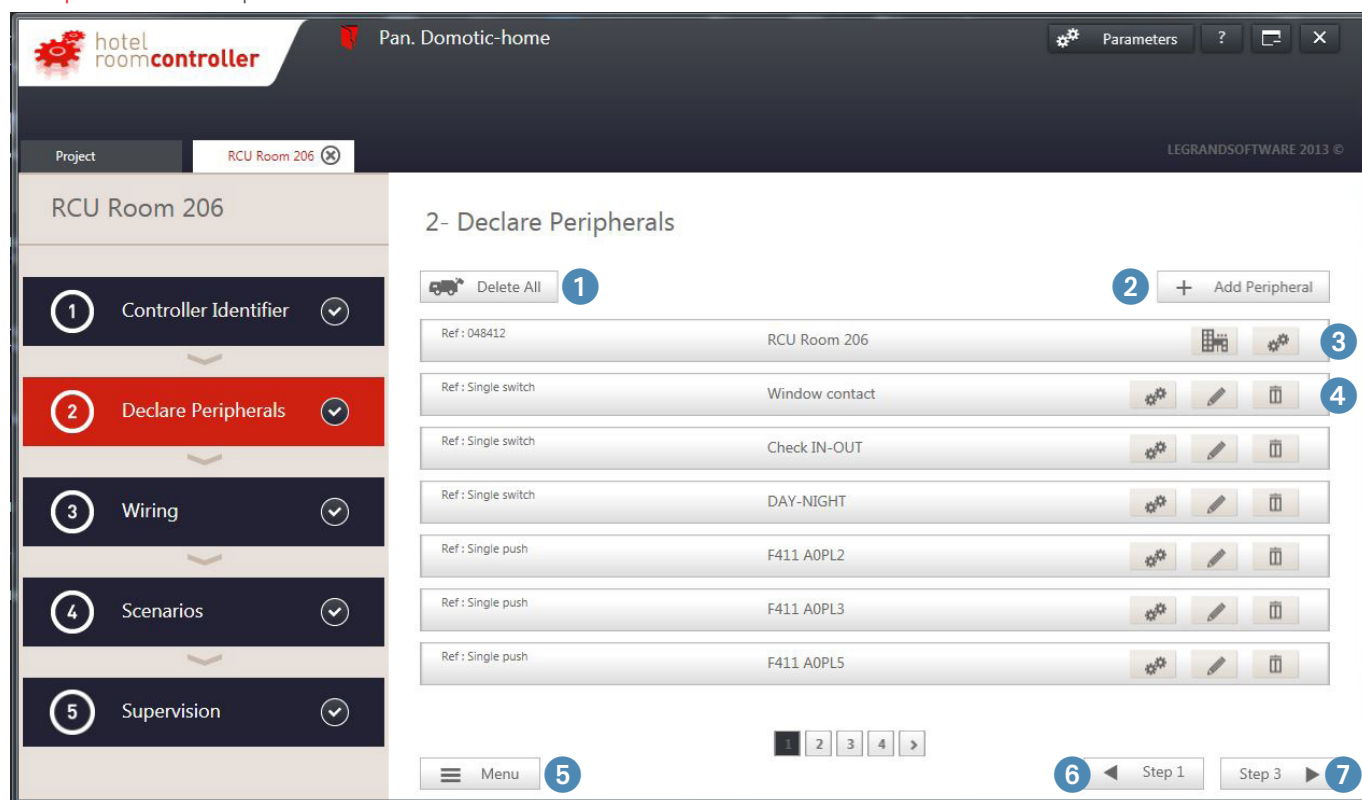 hotel
roomcontroller
Pan. Domotic-home
Parameters ?
Project
RCU Room 206
LEGRANDSOFTWARE 2013 ©
RCU Room 206
1 Controller Identifier
2 Declare Peripherals
3 Wiring
4 Scenarios
5 Supervision
2- Declare Peripherals
Delete All 1
2 + Add Peripheral
Ref : 048412 RCU Room 206 3
Ref : Single switch Window contact 4
Ref : Single switch Check IN-OUT
Ref : Single switch DAY-NIGHT
Ref : Single push F411 A0PL2
Ref : Single push F411 A0PL3
Ref : Single push F411 A0PL5
1 2 3 4 >
Menu 5
6 Step 1
Step 3 7